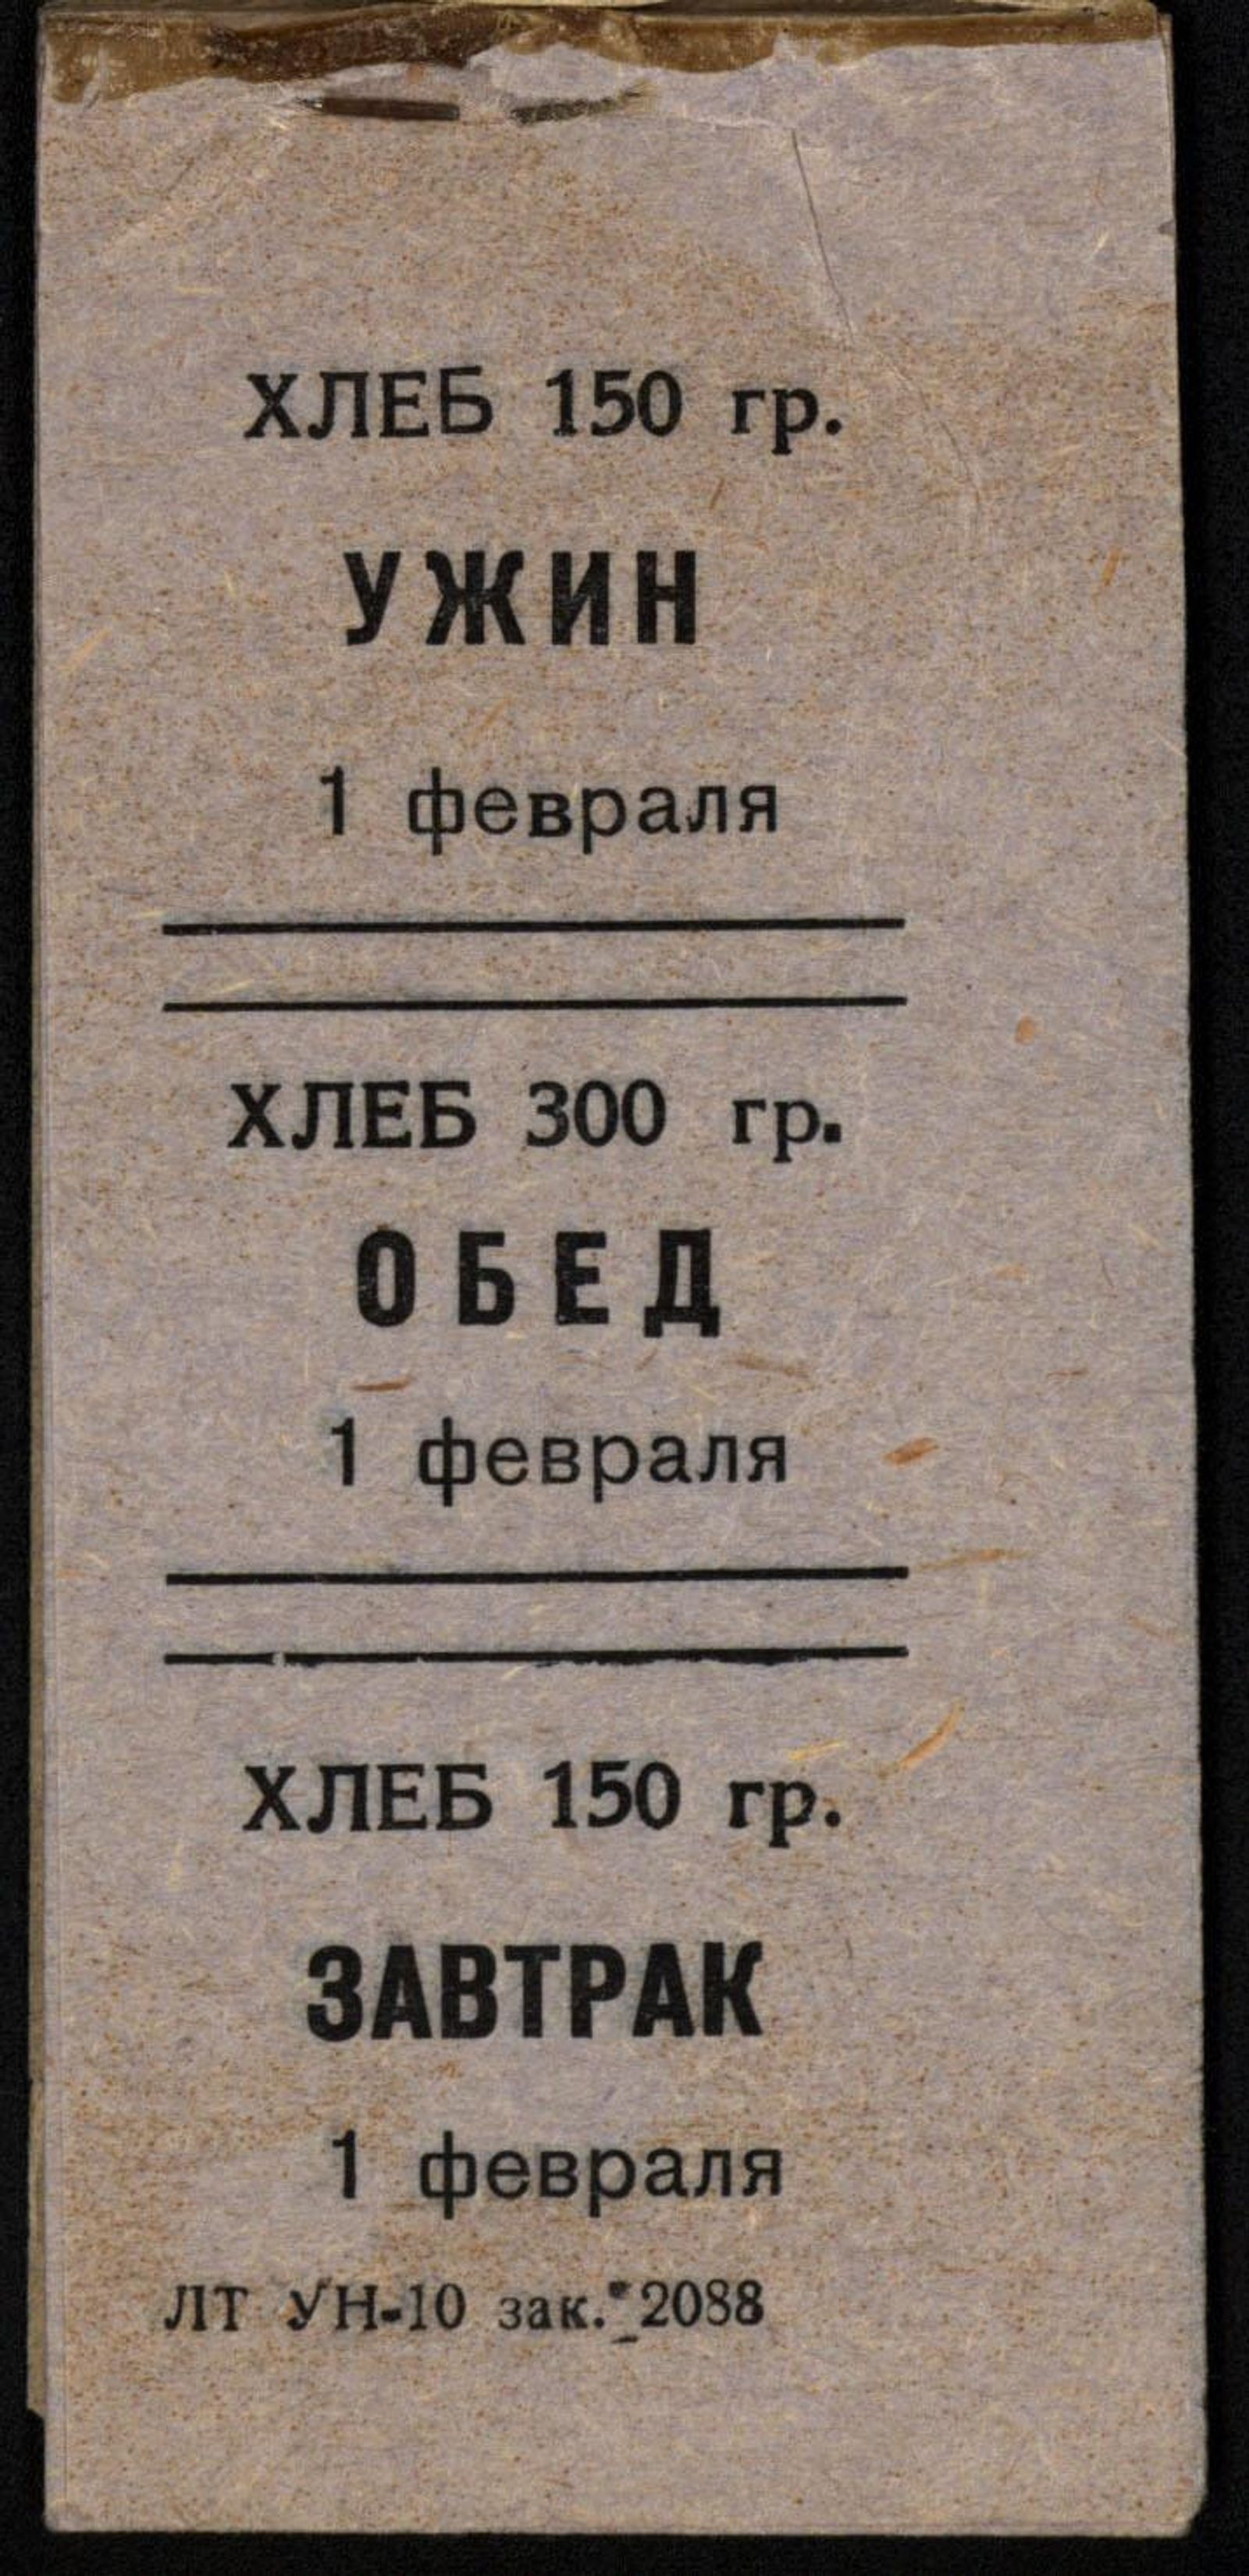 ХЛЕБ 150 гр.
УЖИН
1 февраля
ХЛЕБ 300 гр.
ОБЕД
1 февраля
ХЛЕБ 150 гр.
ЗАВТРАК
1 февраля
ЛТ УН-10 зак. 2088